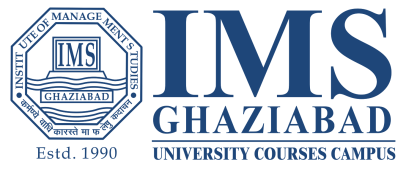 INSTITUTE OF MANAGEMENT STUDIES
IMS
GHAZIABAD
कर्मण्ये वाधि कारस्ते मा फलेषु कदाचन
Estd. 1990
IMS
GHAZIABAD
UNIVERSITY COURSES CAMPUS